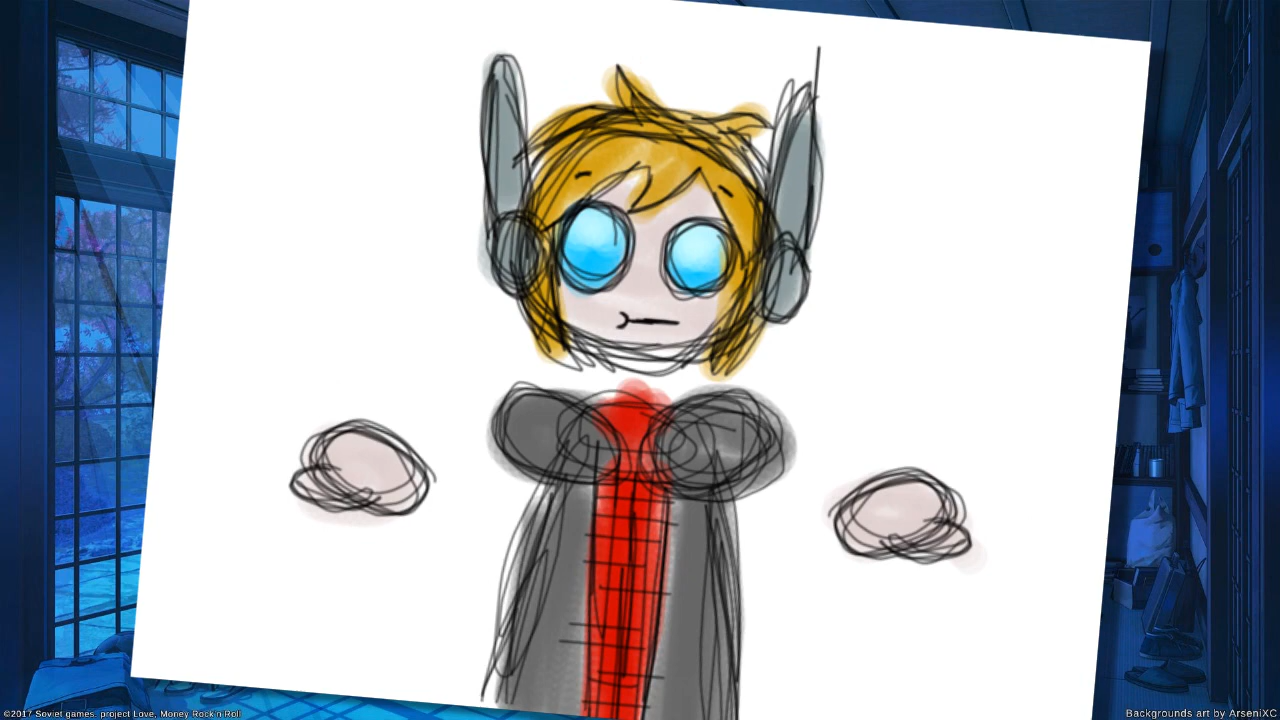 ©2017 Soviet games. project Love, Money Rock'n'Roll
Backgrounds art by ArseniXC